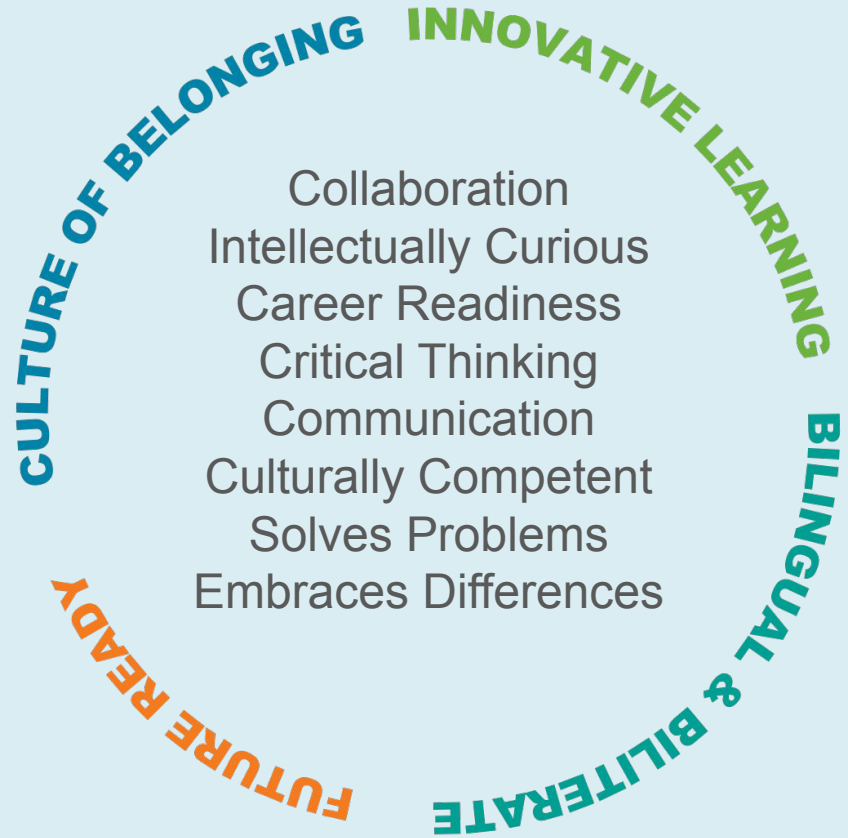 CULTURE OF BELONGING
INNOVATIVE LEARNING
BILINGUAL & BILITERATE
FUTURE READY
Collaboration
Intellectually Curious
Career Readiness
Critical Thinking
Communication
Culturally Competent
Solves Problems
Embraces Differences